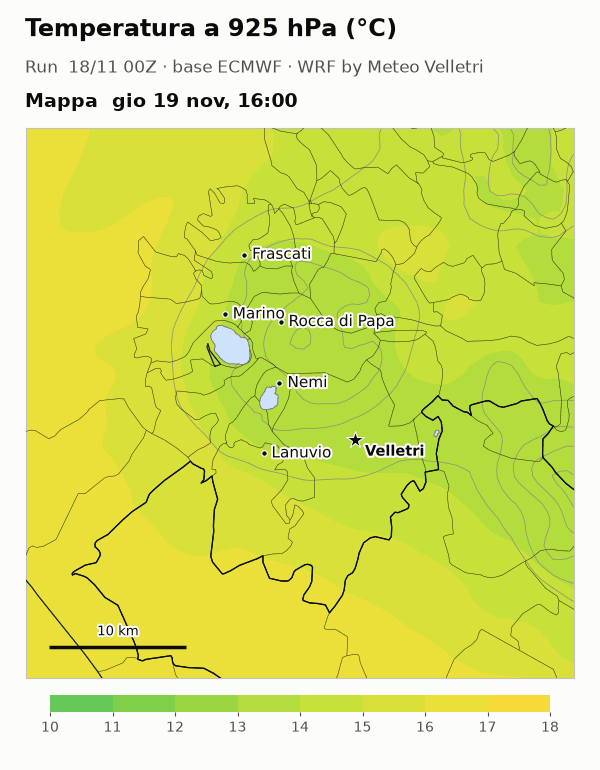 Temperatura a 925 hPa (°C)
Run  18/11 00Z · base ECMWF · WRF by Meteo Velletri
Mappa  gio 19 nov, 16:00
Frascati
Marino
Rocca di Papa
Nemi
Velletri
Lanuvio
10 km
10 11 12 13 14 15 16 17 18